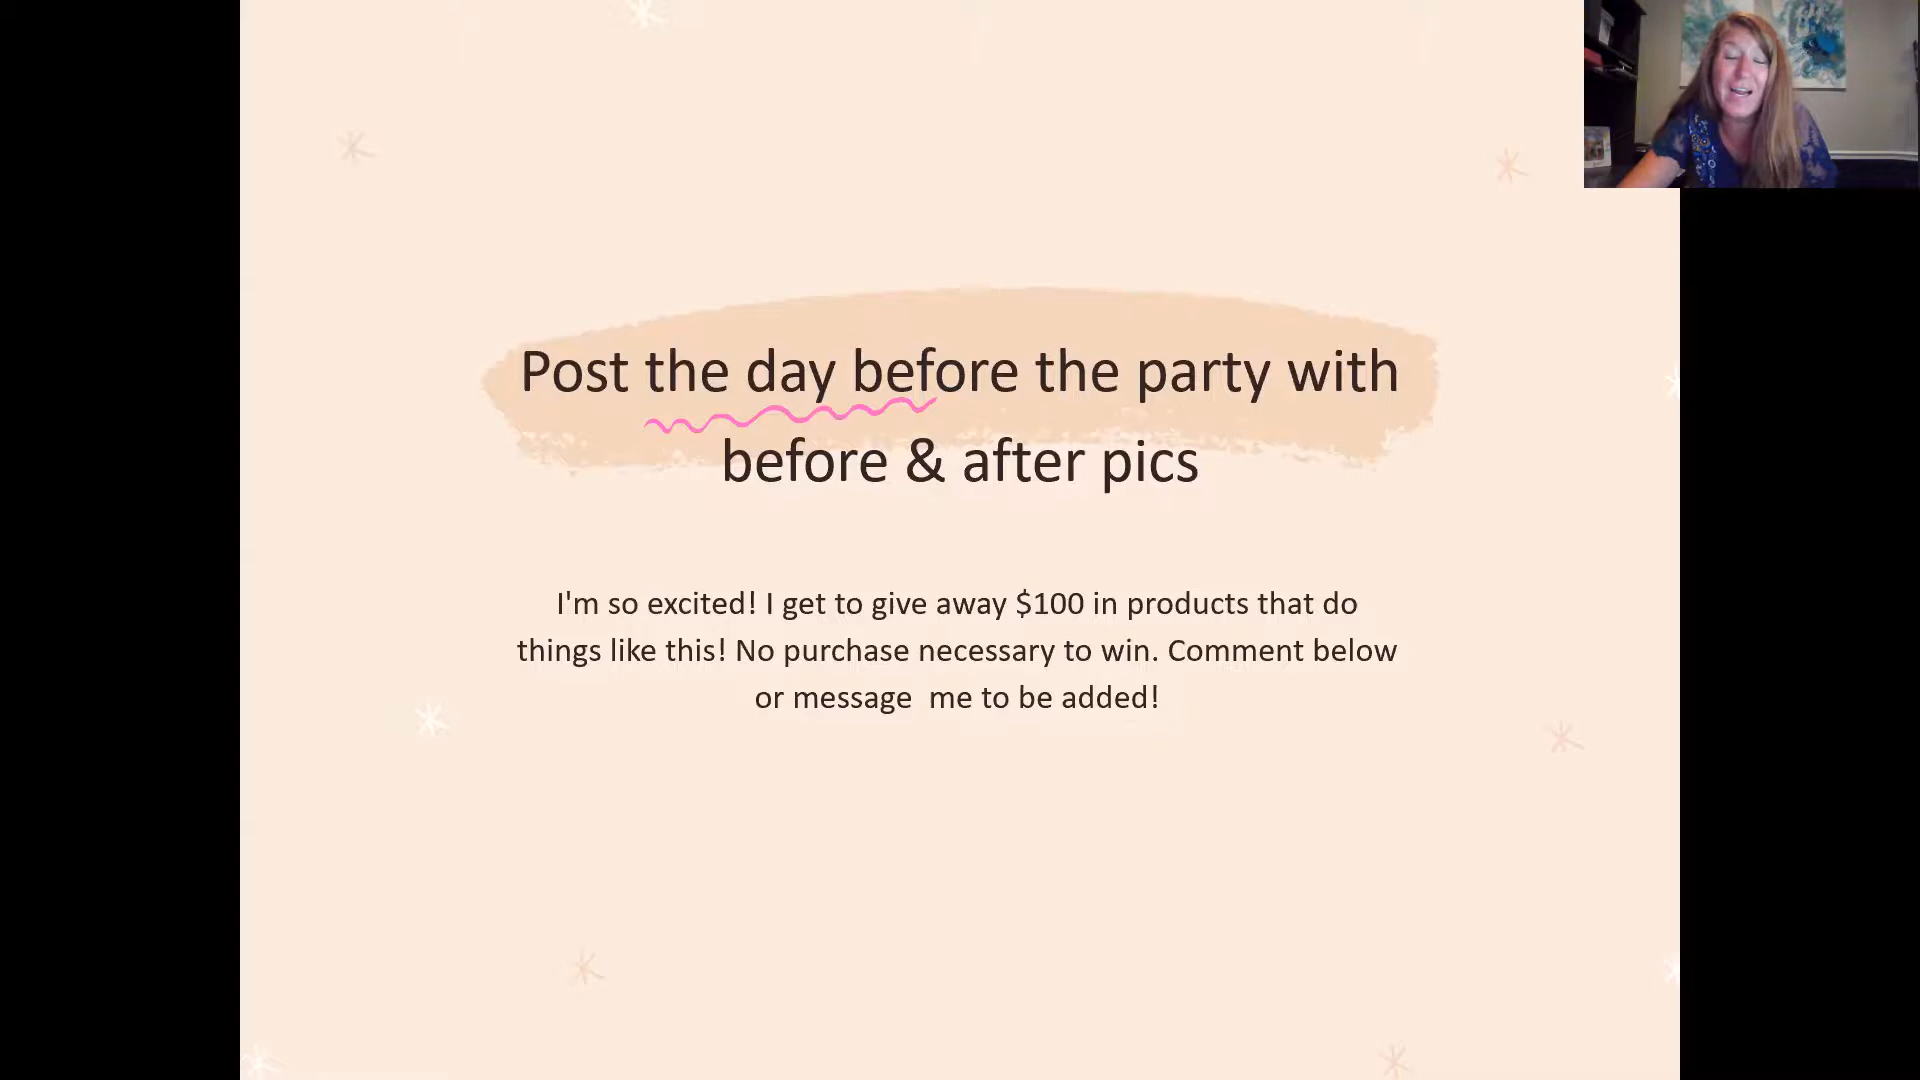 Post the day before the party with
before & after pics
I'm so excited! I get to give away $100 in products that do
things like this! No purchase necessary to win. Comment below
or message  me to be added!